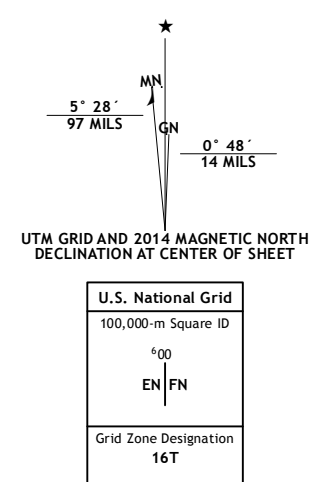 ★
MN
5° 28´
97 MILS
GN
0° 48´
14 MILS
UTM GRID AND 2014 MAGNETIC NORTH
DECLINATION AT CENTER OF SHEET
U.S. National Grid
100,000-m Square ID
⁶00
EN FN
Grid Zone Designation
16T